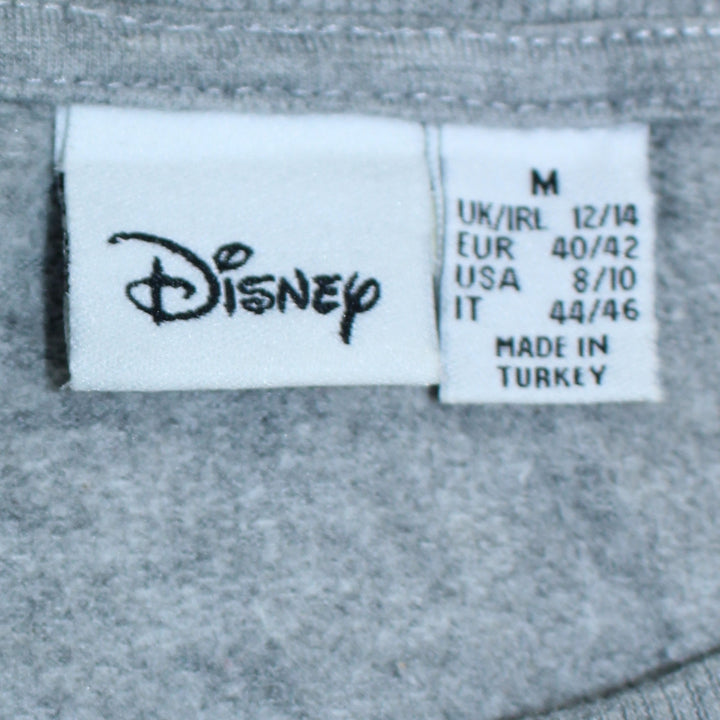 Disney
M
UK/IRL 12/14
EUR 40/42
USA 8/10
IT 44/46
MADE IN
TURKEY